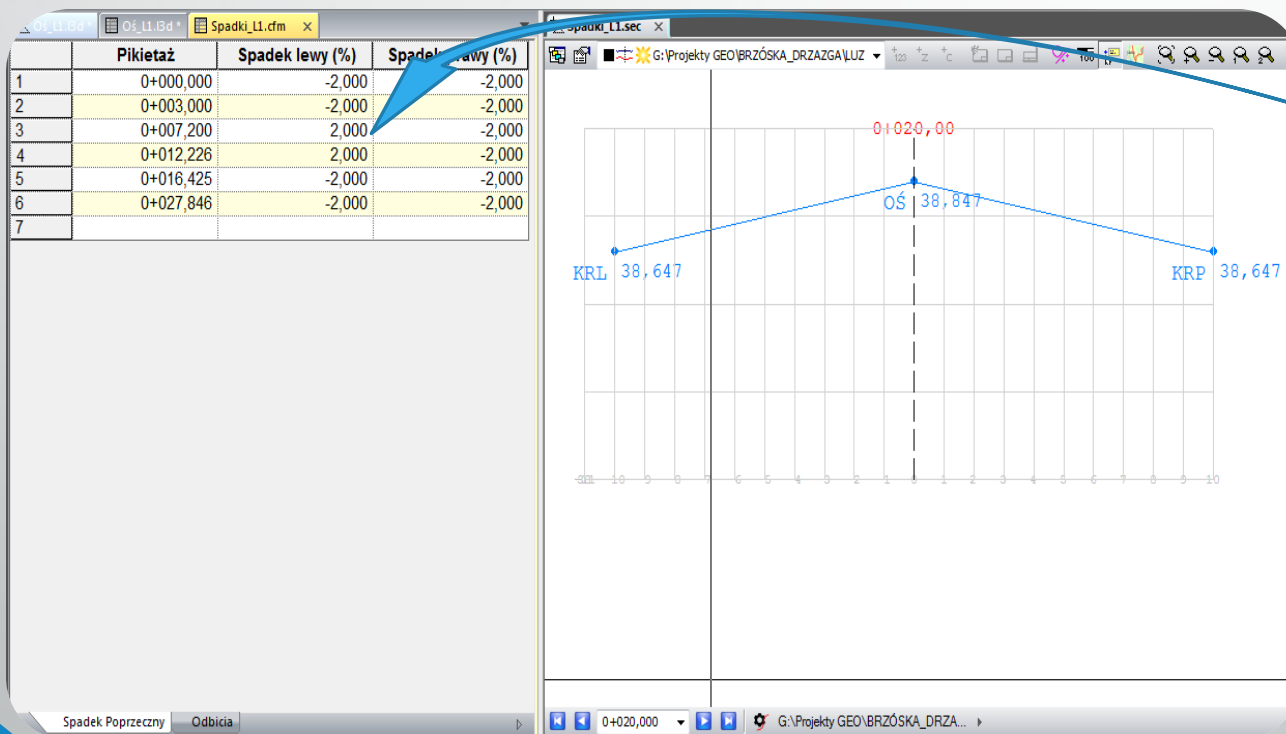 Oś_L1.l3d * Oś_L1.l3d * Spadki_L1.cfm X
Pikietaż Spadek lewy (%) Spadek prawy (%)
1 0+000,000 -2,000 -2,000
2 0+003,000 -2,000 -2,000
3 0+007,200 2,000 -2,000
4 0+012,226 2,000 -2,000
5 0+016,425 -2,000 -2,000
6 0+027,846 -2,000 -2,000
7
Spadek Poprzeczny Odbicia
Spadki_L1.sec X
G:\Projekty GEO\BRZÓSKA_DRZAZGA\LUZ
0+020,00
OŚ 38,847
KRL 38,647
KRP 38,647
10 9 8 7 6 5 4 3 2 1 0 1 2 3 4 5 6 7 8 9 10
0+020,000 G:\Projekty GEO\BRZÓSKA_DRZA...